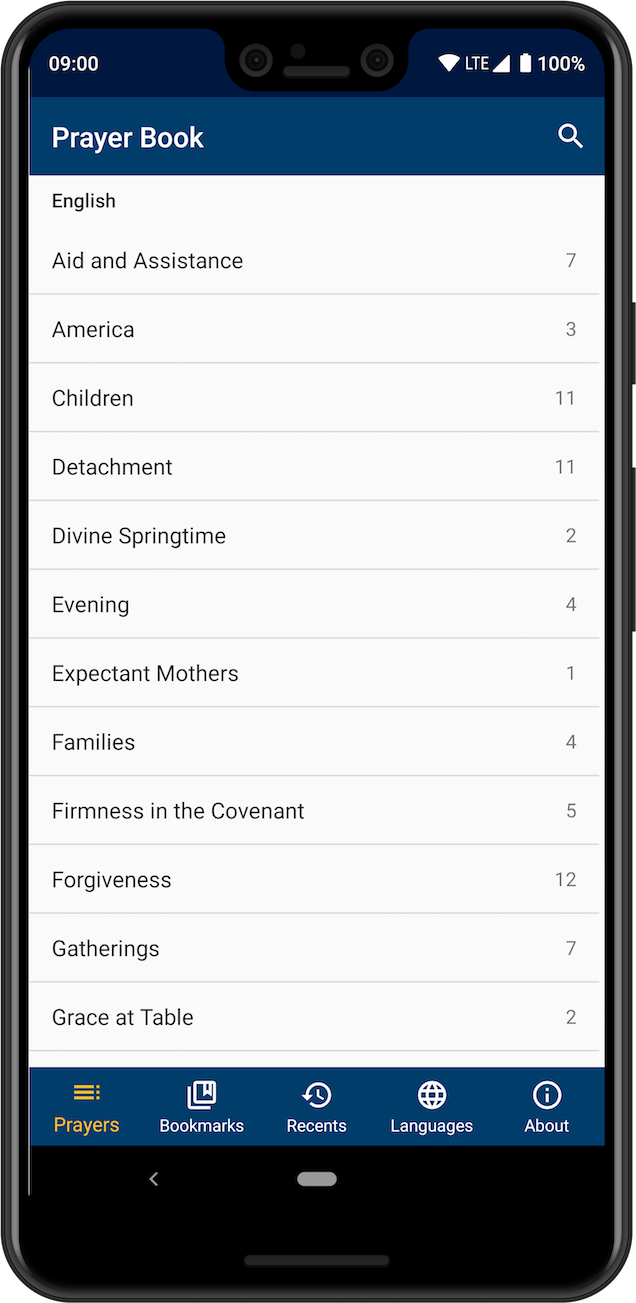 09:00 LTE 100%
Prayer Book
English
Aid and Assistance 7
America 3
Children 11
Detachment 11
Divine Springtime 2
Evening 4
Expectant Mothers 1
Families 4
Firmness in the Covenant 5
Forgiveness 12
Gatherings 7
Grace at Table 2
Prayers Bookmarks Recents Languages About